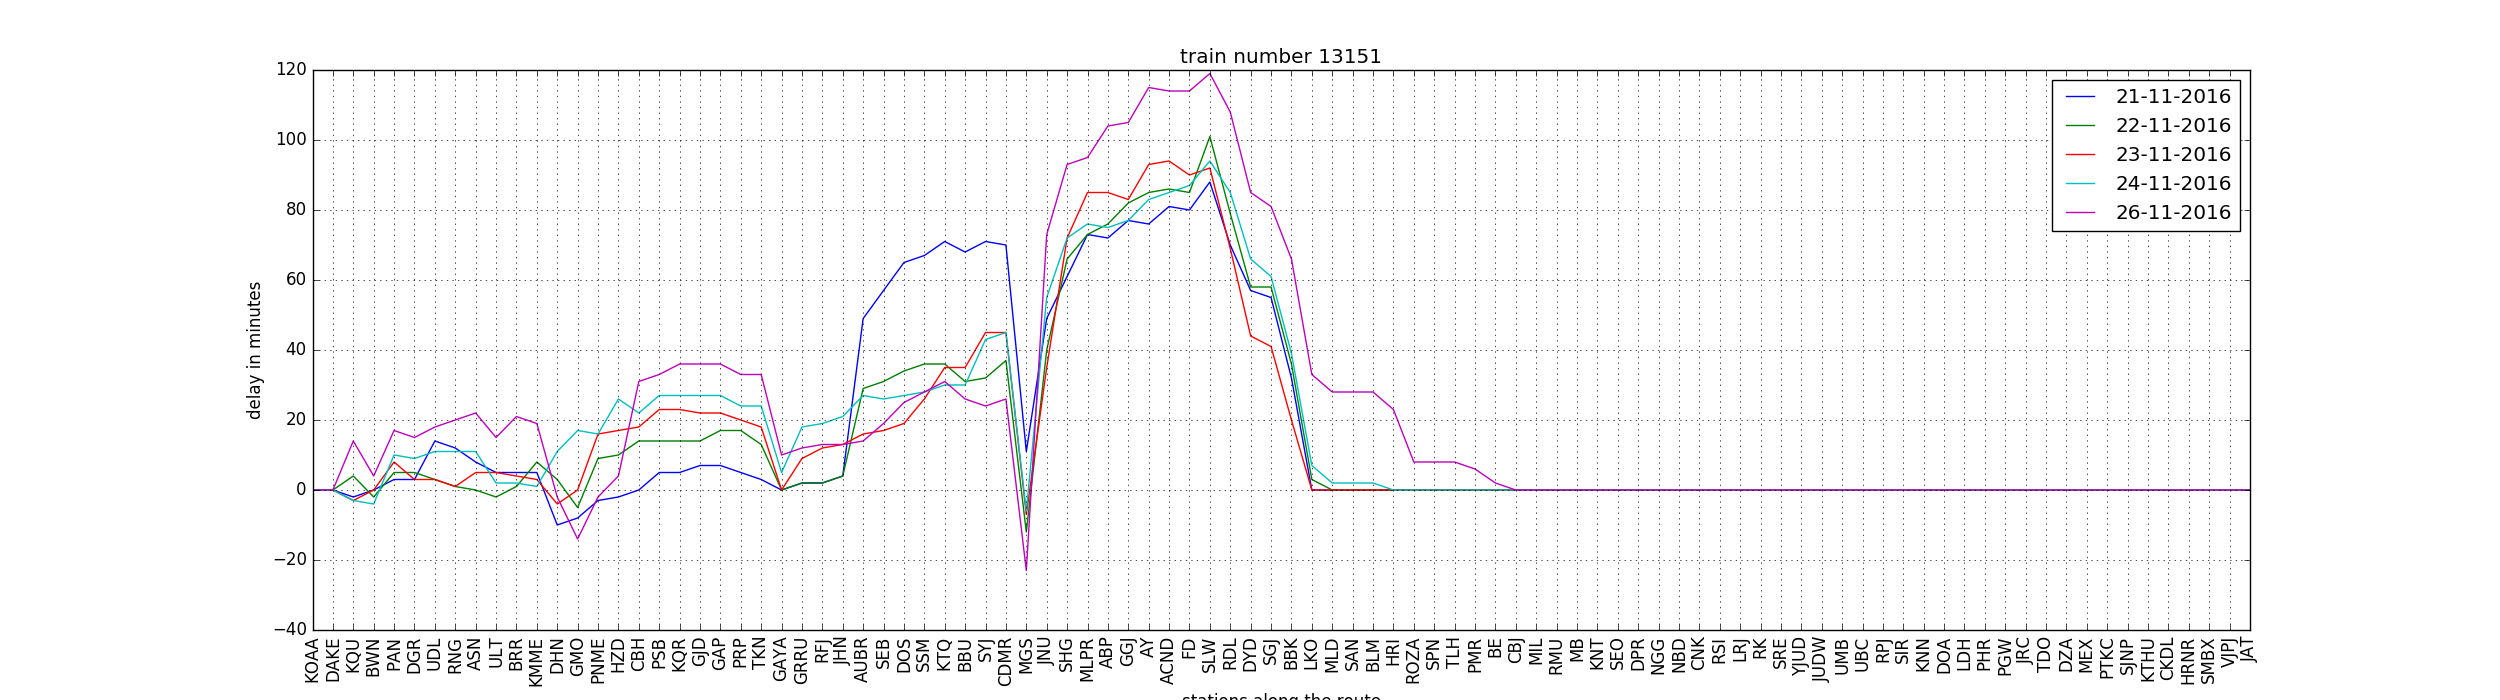 train number 13151
120
100
80
60
40
20
0
−20
−40
delay in minutes
21-11-2016
22-11-2016
23-11-2016
24-11-2016
26-11-2016
KOAA
DAKE
KQU
BWN
PAN
DGR
UDL
RNG
ASN
ULT
BRR
KMME
DHN
GMO
PNME
HZD
CBH
PSB
KQR
GJD
GAP
PRP
TKN
GAYA
GRRU
RFJ
JHN
AUBR
SEB
DOS
SSM
KTQ
BBU
SYJ
CDMR
MGS
JNU
SHG
MLPR
ABP
GGJ
AY
ACND
FD
SLW
RDL
DYD
SGJ
BBK
LKO
MLD
SAN
BLM
HRI
ROZA
SPN
TLH
PMR
BE
CBJ
MIL
RMU
MB
KNT
SEO
DPR
NGG
NBD
CNK
RSI
LRJ
RK
SRE
YJUD
JUDW
UMB
UBC
RPJ
SIR
KNN
DOA
LDH
PHR
PGW
JRC
TDO
DZA
MEX
PTKC
SJNP
KTHU
CKDL
HRNR
SMBX
VJPJ
JAT
stations along the route